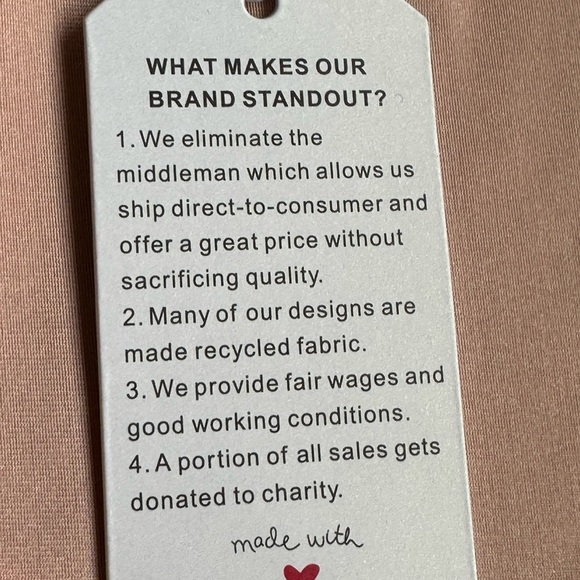 WHAT MAKES OUR
BRAND STANDOUT?
1. We eliminate the
middleman which allows us
ship direct-to-consumer and
offer a great price without
sacrificing quality.
2. Many of our designs are
made recycled fabric.
3. We provide fair wages and
good working conditions.
4. A portion of all sales gets
donated to charity.
made with